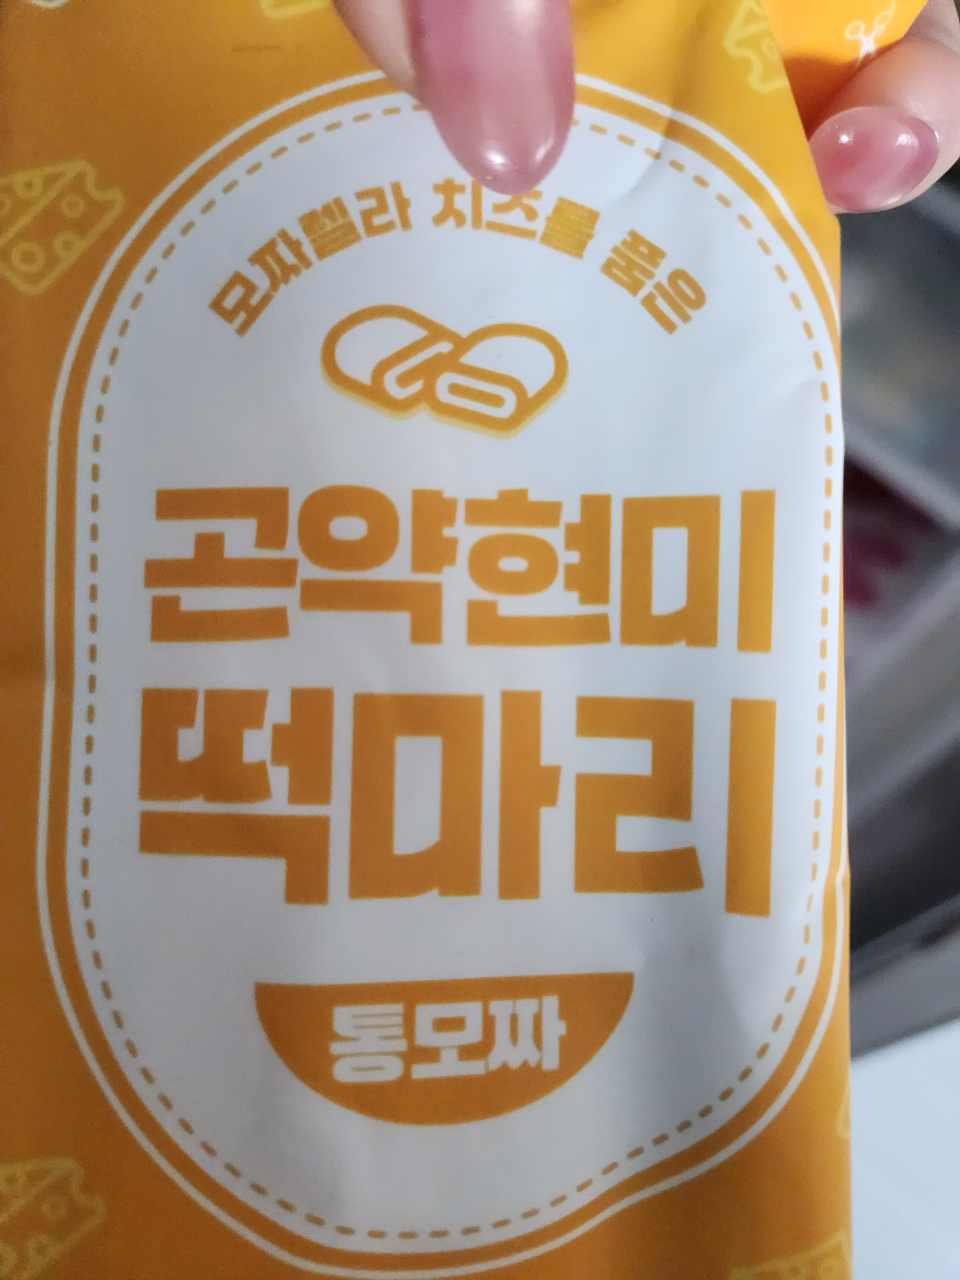 모짜렐라 치즈를 품은
곤약현미
떡마리
통모짜